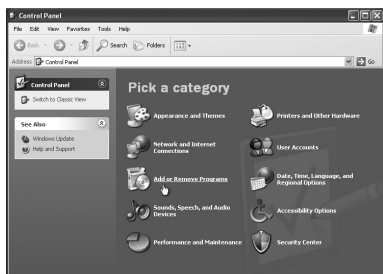 Control Panel
File Edit View Favorites Tools Help
Back Search Folders
Address Control Panel Go
Control Panel
Switch to Classic View
See Also
Windows Update
Help and Support
Pick a category
Appearance and Themes
Printers and Other Hardware
Network and Internet
Connections
User Accounts
Add or Remove Programs
Date, Time, Language, and
Regional Options
Sounds, Speech, and Audio
Devices
Accessibility Options
Performance and Maintenance
Security Center